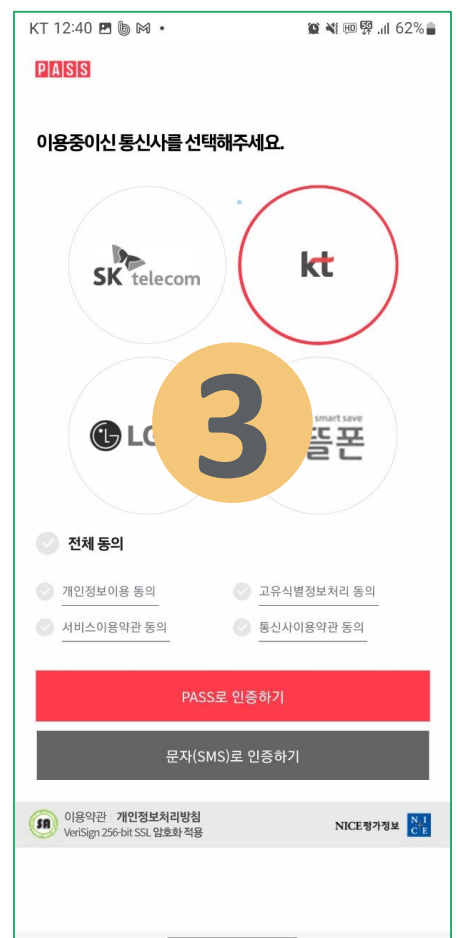 KT 12:40
62%
PASS
이용중이신 통신사를 선택해주세요.
SK telecom
kt
LG
3
smart save
뜰폰
전체 동의
개인정보이용 동의
고유식별정보처리 동의
서비스이용약관 동의
통신사이용약관 동의
PASS로 인증하기
문자(SMS)로 인증하기
SA
이용약관 개인정보처리방침
VeriSign 256-bit SSL 암호화 적용
NICE평가정보
NICE